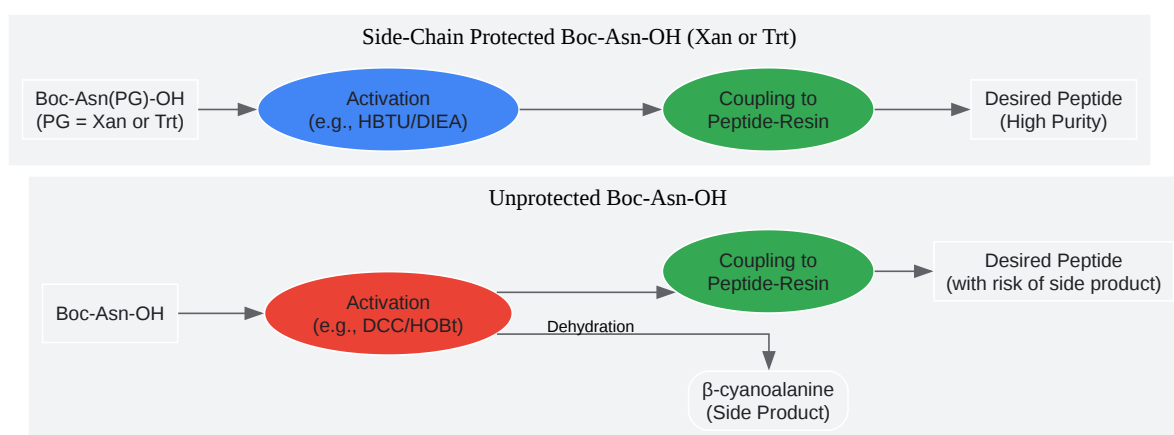 Side-Chain Protected Boc-Asn-OH (Xan or Trt)
Boc-Asn(PG)-OH
(PG = Xan or Trt)
Activation
(e.g., HBTU/DIEA)
Coupling to
Peptide-Resin
Desired Peptide
(High Purity)
Unprotected Boc-Asn-OH
Boc-Asn-OH
Activation
(e.g., DCC/HOBt)
Coupling to
Peptide-Resin
Desired Peptide
(with risk of side product)
Dehydration
β-cyanoalanine
(Side Product)